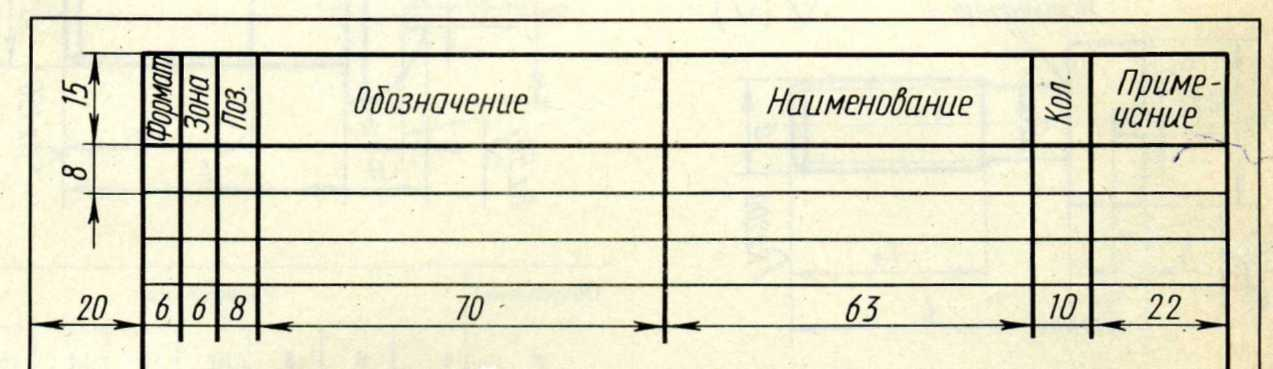 15
Формат
Зона
Поз.
Обозначение
Наименование
Кол.
Приме-
чание
8
20 6 6 8 70 63 10 22